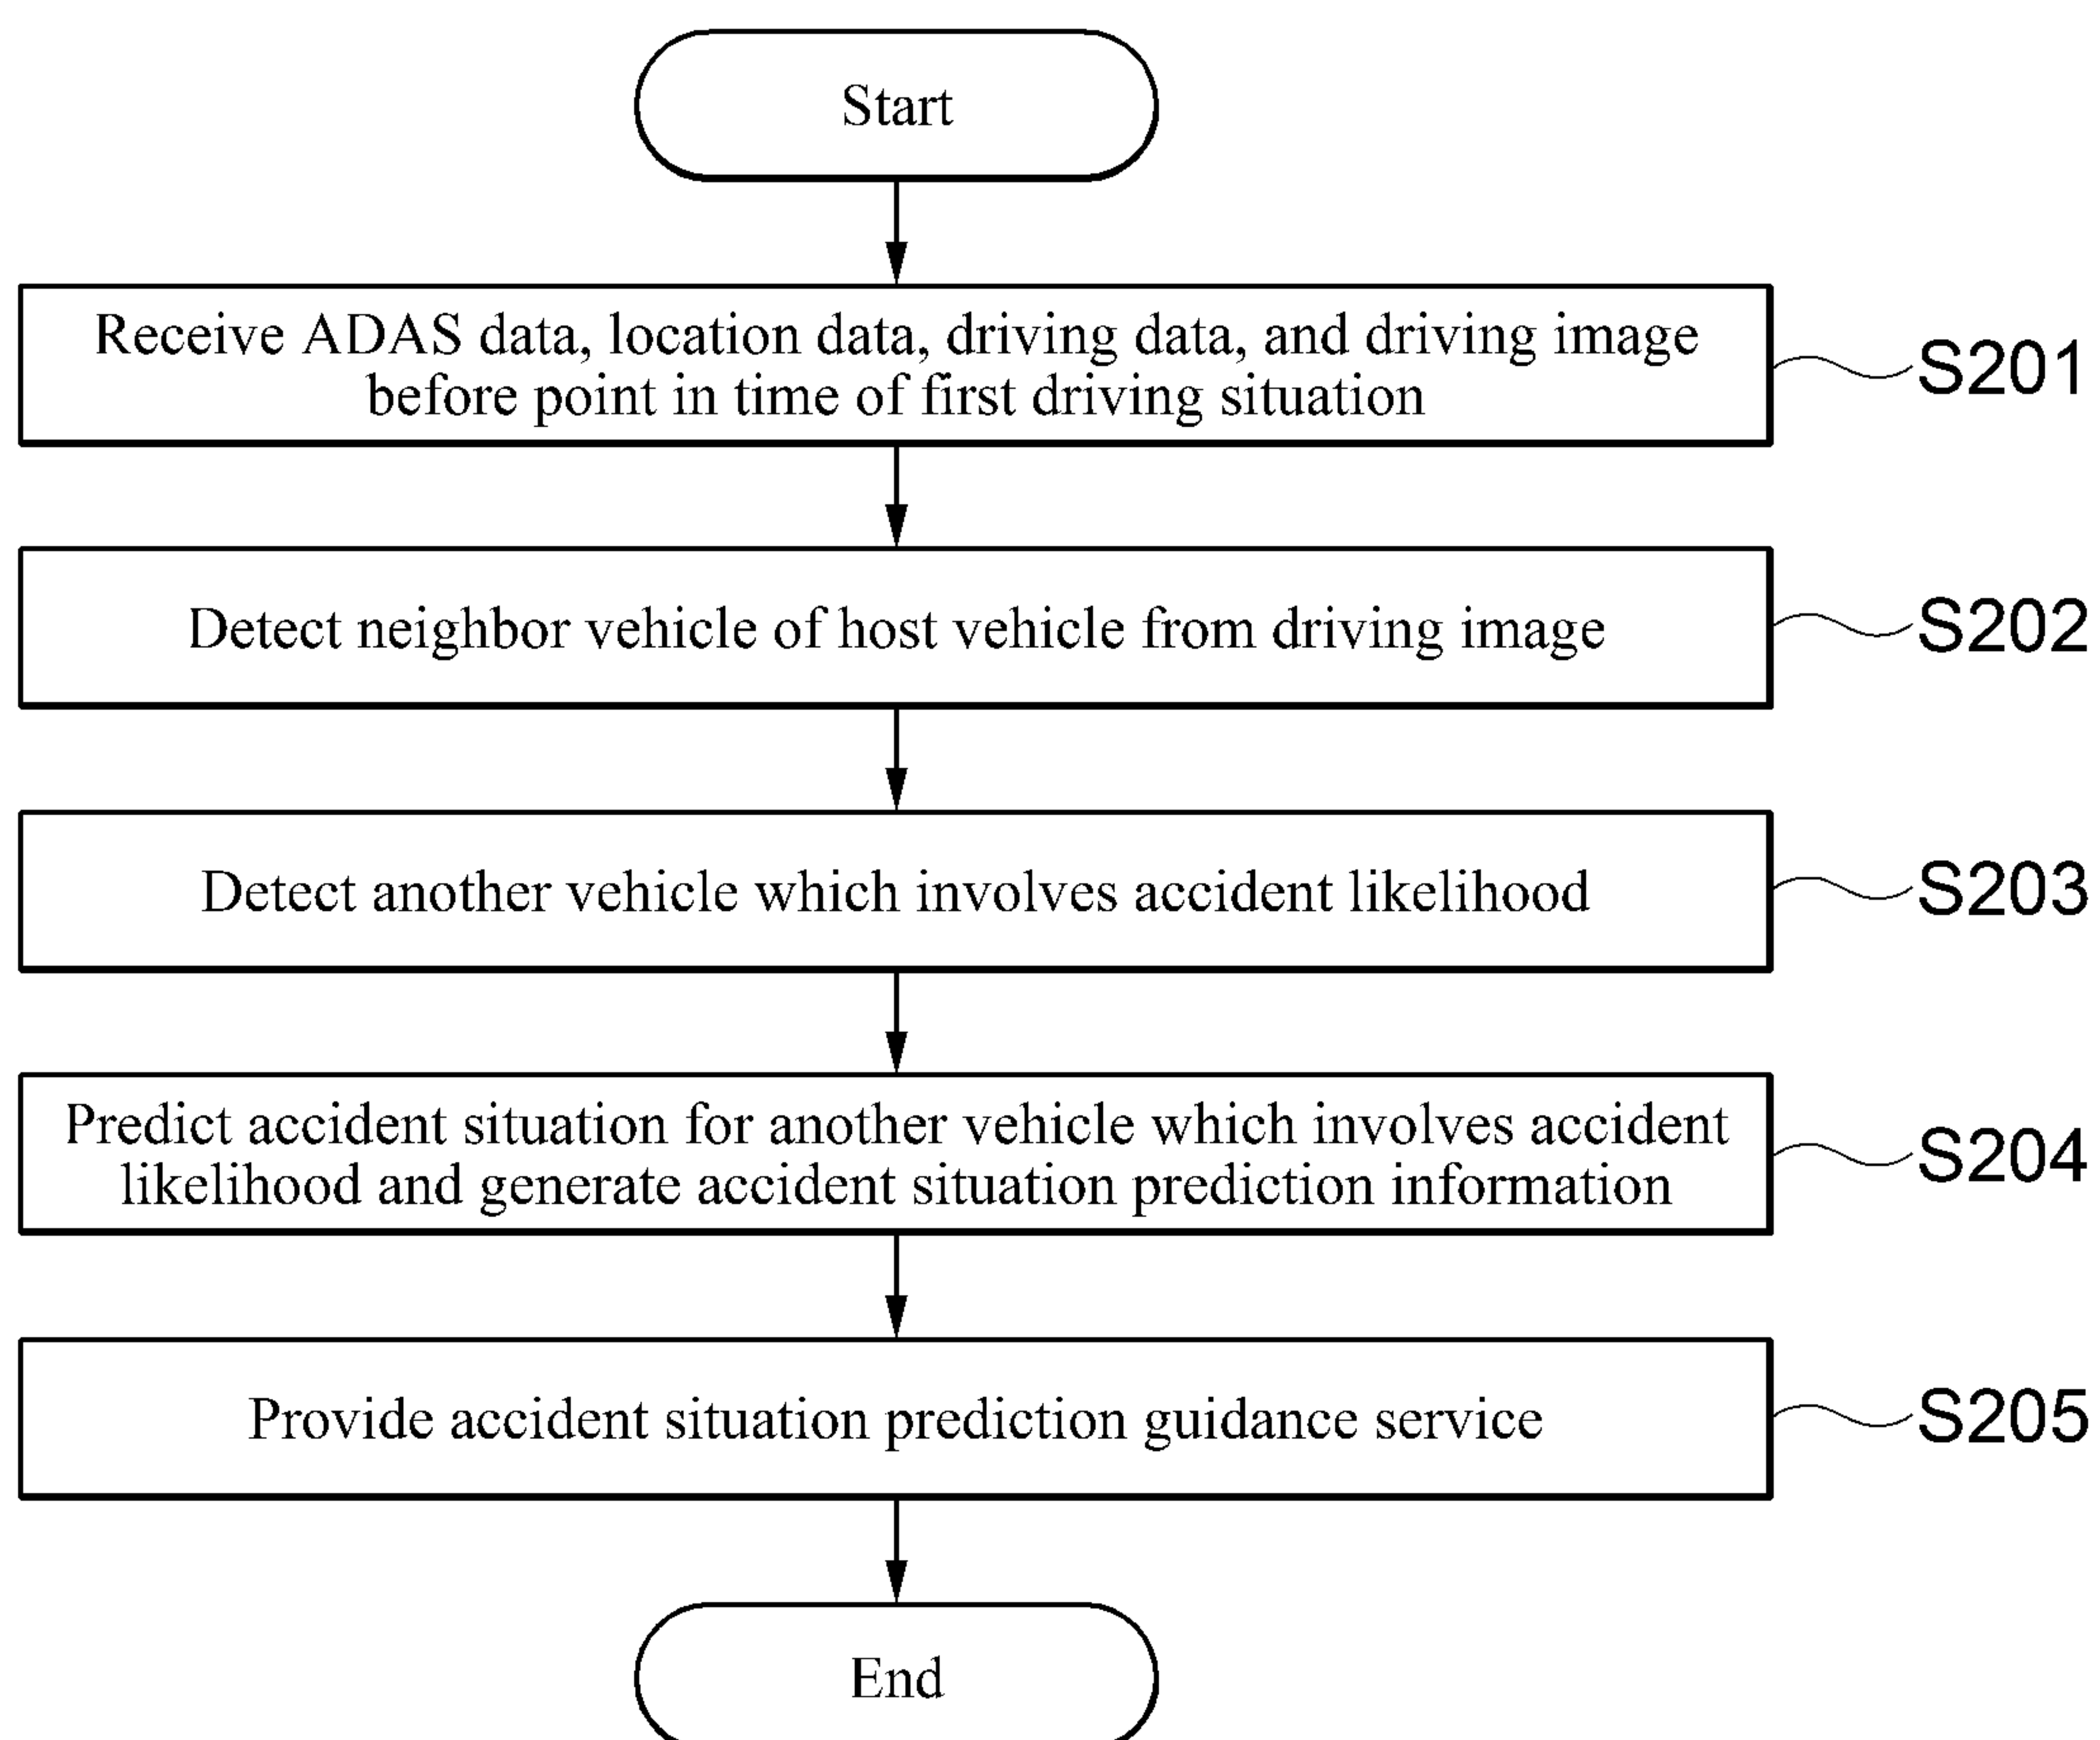 Start
Receive ADAS data, location data, driving data, and driving image
before point in time of first driving situation
S201
Detect neighbor vehicle of host vehicle from driving image
S202
Detect another vehicle which involves accident likelihood
S203
Predict accident situation for another vehicle which involves accident
likelihood and generate accident situation prediction information
S204
Provide accident situation prediction guidance service
S205
End